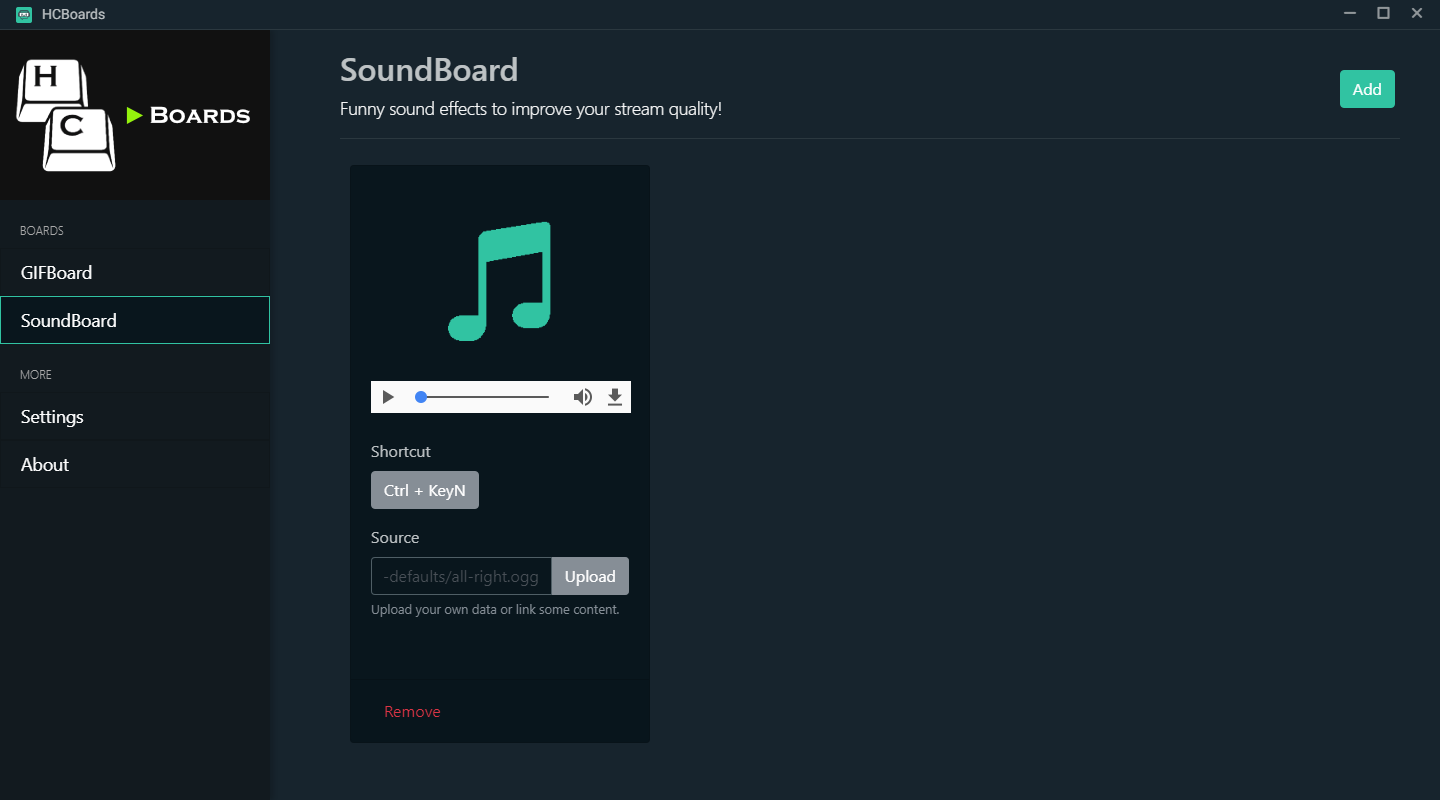 HCBoards
H
C
BOARDS
BOARDS
GIFBoard
SoundBoard
MORE
Settings
About
SoundBoard
Funny sound effects to improve your stream quality!
Add
Shortcut
Ctrl + KeyN
Source
-defaults/all-right.ogg
Upload
Upload your own data or link some content.
Remove